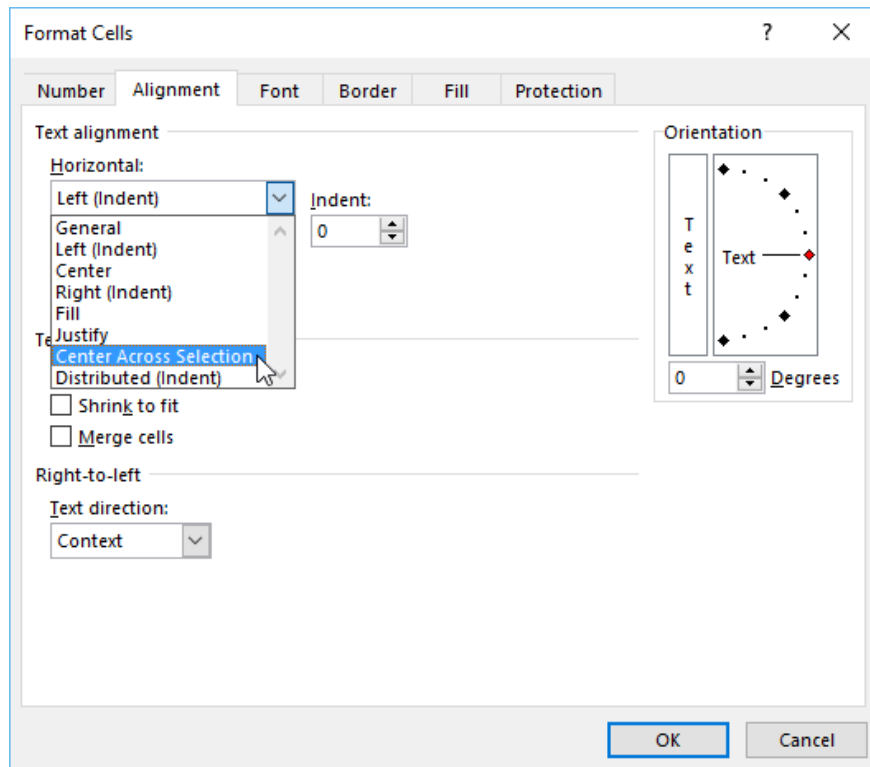 Format Cells
?
Number Alignment Font Border Fill Protection
Text alignment
Horizontal:
Left (Indent)
Indent:
0
General
Left (Indent)
Center
Right (Indent)
Fill
Justify
Center Across Selection
Distributed (Indent)
Te
Shrink to fit
Merge cells
Right-to-left
Text direction:
Context
Orientation
Text
Text
0 Degrees
OK Cancel